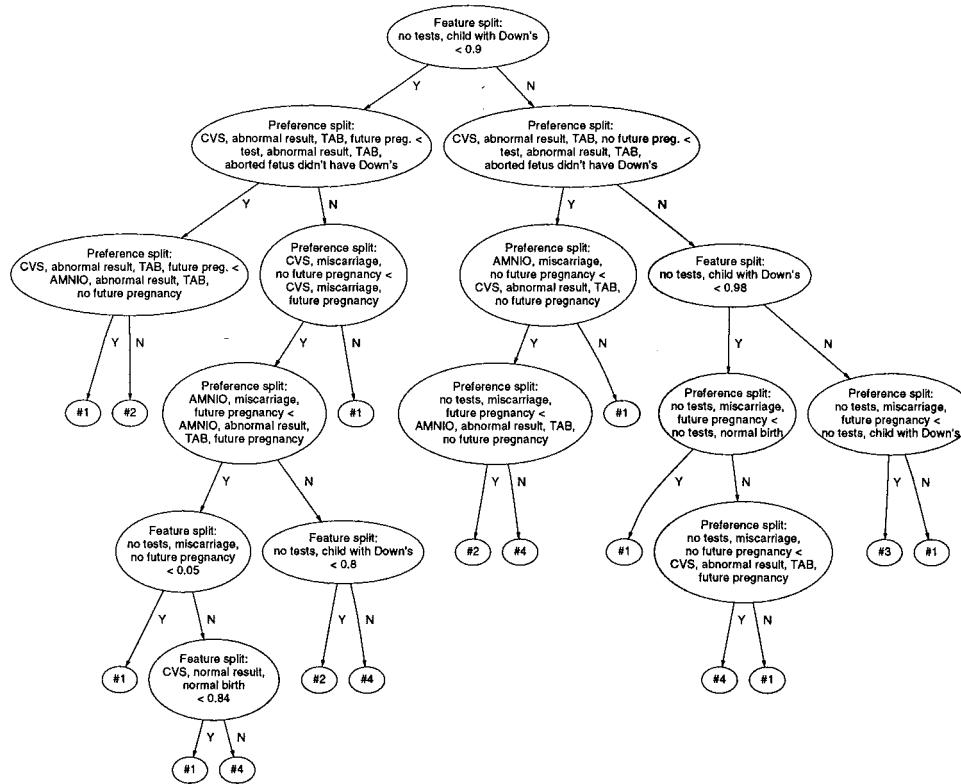 Feature split:
no tests, child with Down's
< 0.9
Y
N
Preference split:
CVS, abnormal result, TAB, future preg. <
test, abnormal result, TAB,
aborted fetus didn't have Down's
Preference split:
CVS, abnormal result, TAB, no future preg. <
test, abnormal result, TAB,
aborted fetus didn't have Down's
Y
N
Y
N
Preference split:
CVS, abnormal result, TAB, future preg. <
AMNIO, abnormal result, TAB,
no future pregnancy
Preference split:
CVS, miscarriage,
no future pregnancy <
CVS, miscarriage,
future pregnancy
Preference split:
AMNIO, miscarriage,
no future pregnancy <
CVS, abnormal result, TAB,
no future pregnancy
Feature split:
no tests, child with Down's
< 0.98
Y
N
Y
N
Y
N
Y
N
#1
#2
Preference split:
AMNIO, miscarriage,
future pregnancy <
AMNIO, abnormal result,
TAB, future pregnancy
#1
Preference split:
no tests, miscarriage,
future pregnancy <
AMNIO, abnormal result, TAB,
no future pregnancy
#1
Preference split:
no tests, miscarriage,
future pregnancy <
no tests, normal birth
Preference split:
no tests, miscarriage,
future pregnancy <
no tests, child with Down's
Y
N
Y
N
Y
N
Y
N
Feature split:
no tests, miscarriage,
no future pregnancy
< 0.05
Feature split:
no tests, child with Down's
< 0.8
#2
#4
#1
Preference split:
no tests, miscarriage,
no future pregnancy <
CVS, abnormal result, TAB,
future pregnancy
#3
#1
Y
N
Y
N
Y
N
#1
Feature split:
CVS, normal result,
normal birth
< 0.84
#2
#4
#4
#1
Y
N
#1
#4